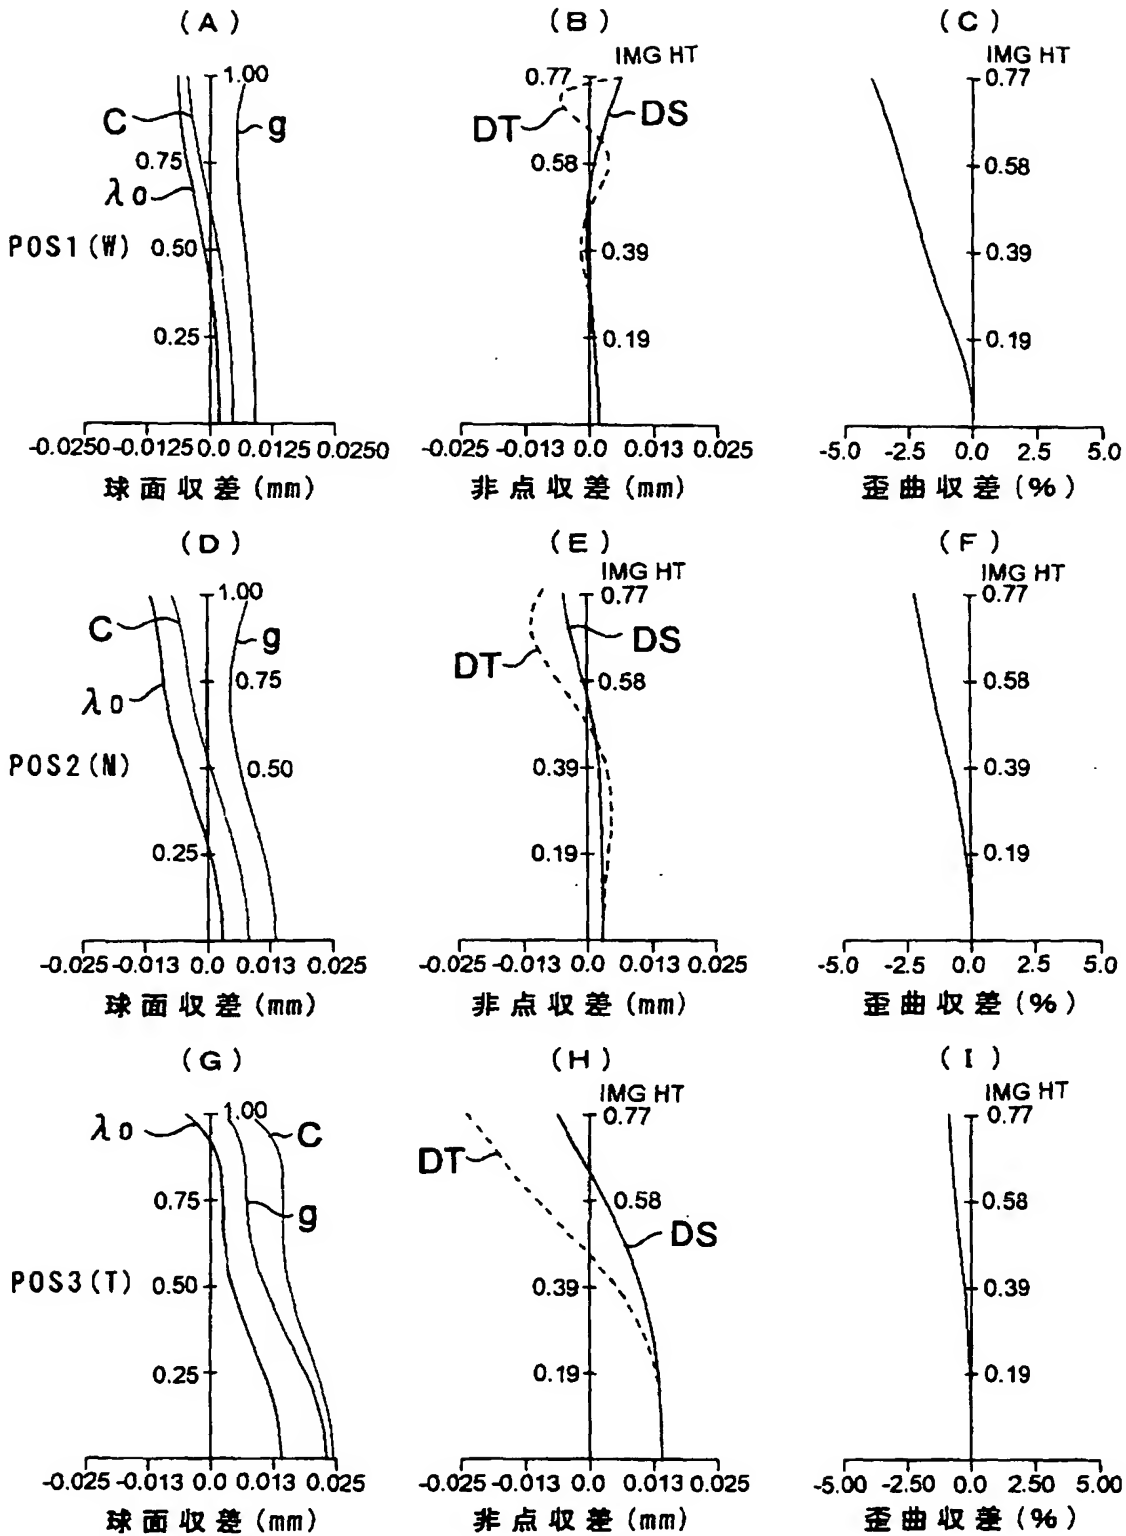 (A) (B) (C)
IMG HT IMG HT
1.00 0.77 0.77
C g DT DS
0.75 0.58 0.58
λ0
POS1(W) 0.50 0.39 0.39
0.25 0.19 0.19
-0.0250 -0.0125 0.0 0.0125 0.0250 -0.025 -0.013 0.0 0.013 0.025 -5.0 -2.5 0.0 2.5 5.0
球面収差(mm) 非点収差(mm) 歪曲収差(%)
(D) (E) (F)
IMG HT IMG HT
1.00 0.77 0.77
C g DT DS
0.75 0.58 0.58
λ0
POS2(N) 0.50 0.39 0.39
0.25 0.19 0.19
-0.025 -0.013 0.0 0.013 0.025 -0.025 -0.013 0.0 0.013 0.025 -5.0 -2.5 0.0 2.5 5.0
球面収差(mm) 非点収差(mm) 歪曲収差(%)
(G) (H) (I)
IMG HT IMG HT
λ0 1.00 C 0.77 0.77
DT
0.75 g 0.58 0.58
DS
POS3(T) 0.50 0.39 0.39
0.25 0.19 0.19
-0.025 -0.013 0.0 0.013 0.025 -0.025 -0.013 0.0 0.013 0.025 -5.00 -2.50 0.0 2.50 5.00
球面収差(mm) 非点収差(mm) 歪曲収差(%)